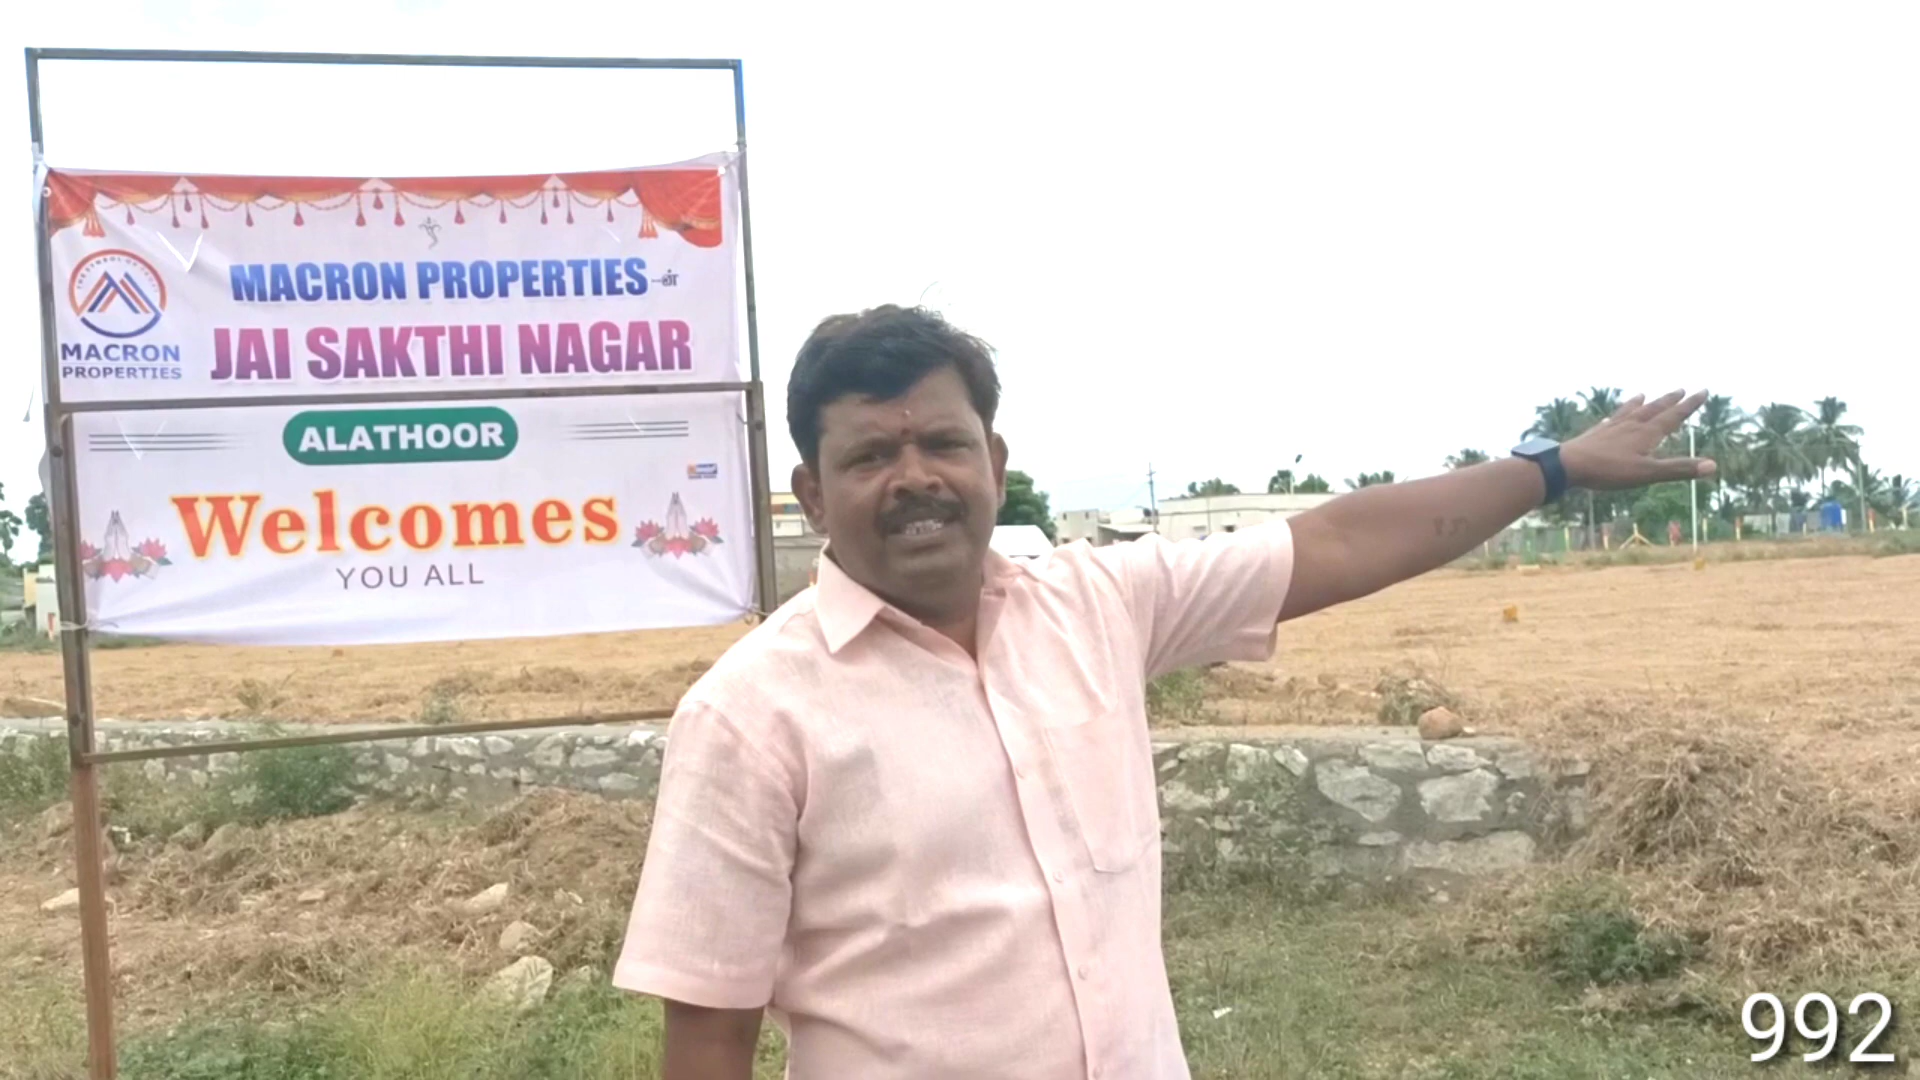 MACRON PROPERTIES-ன்
JAI SAKTHI NAGAR
MACRON
PROPERTIES
ALATHOOR
Welcomes
YOU ALL
992